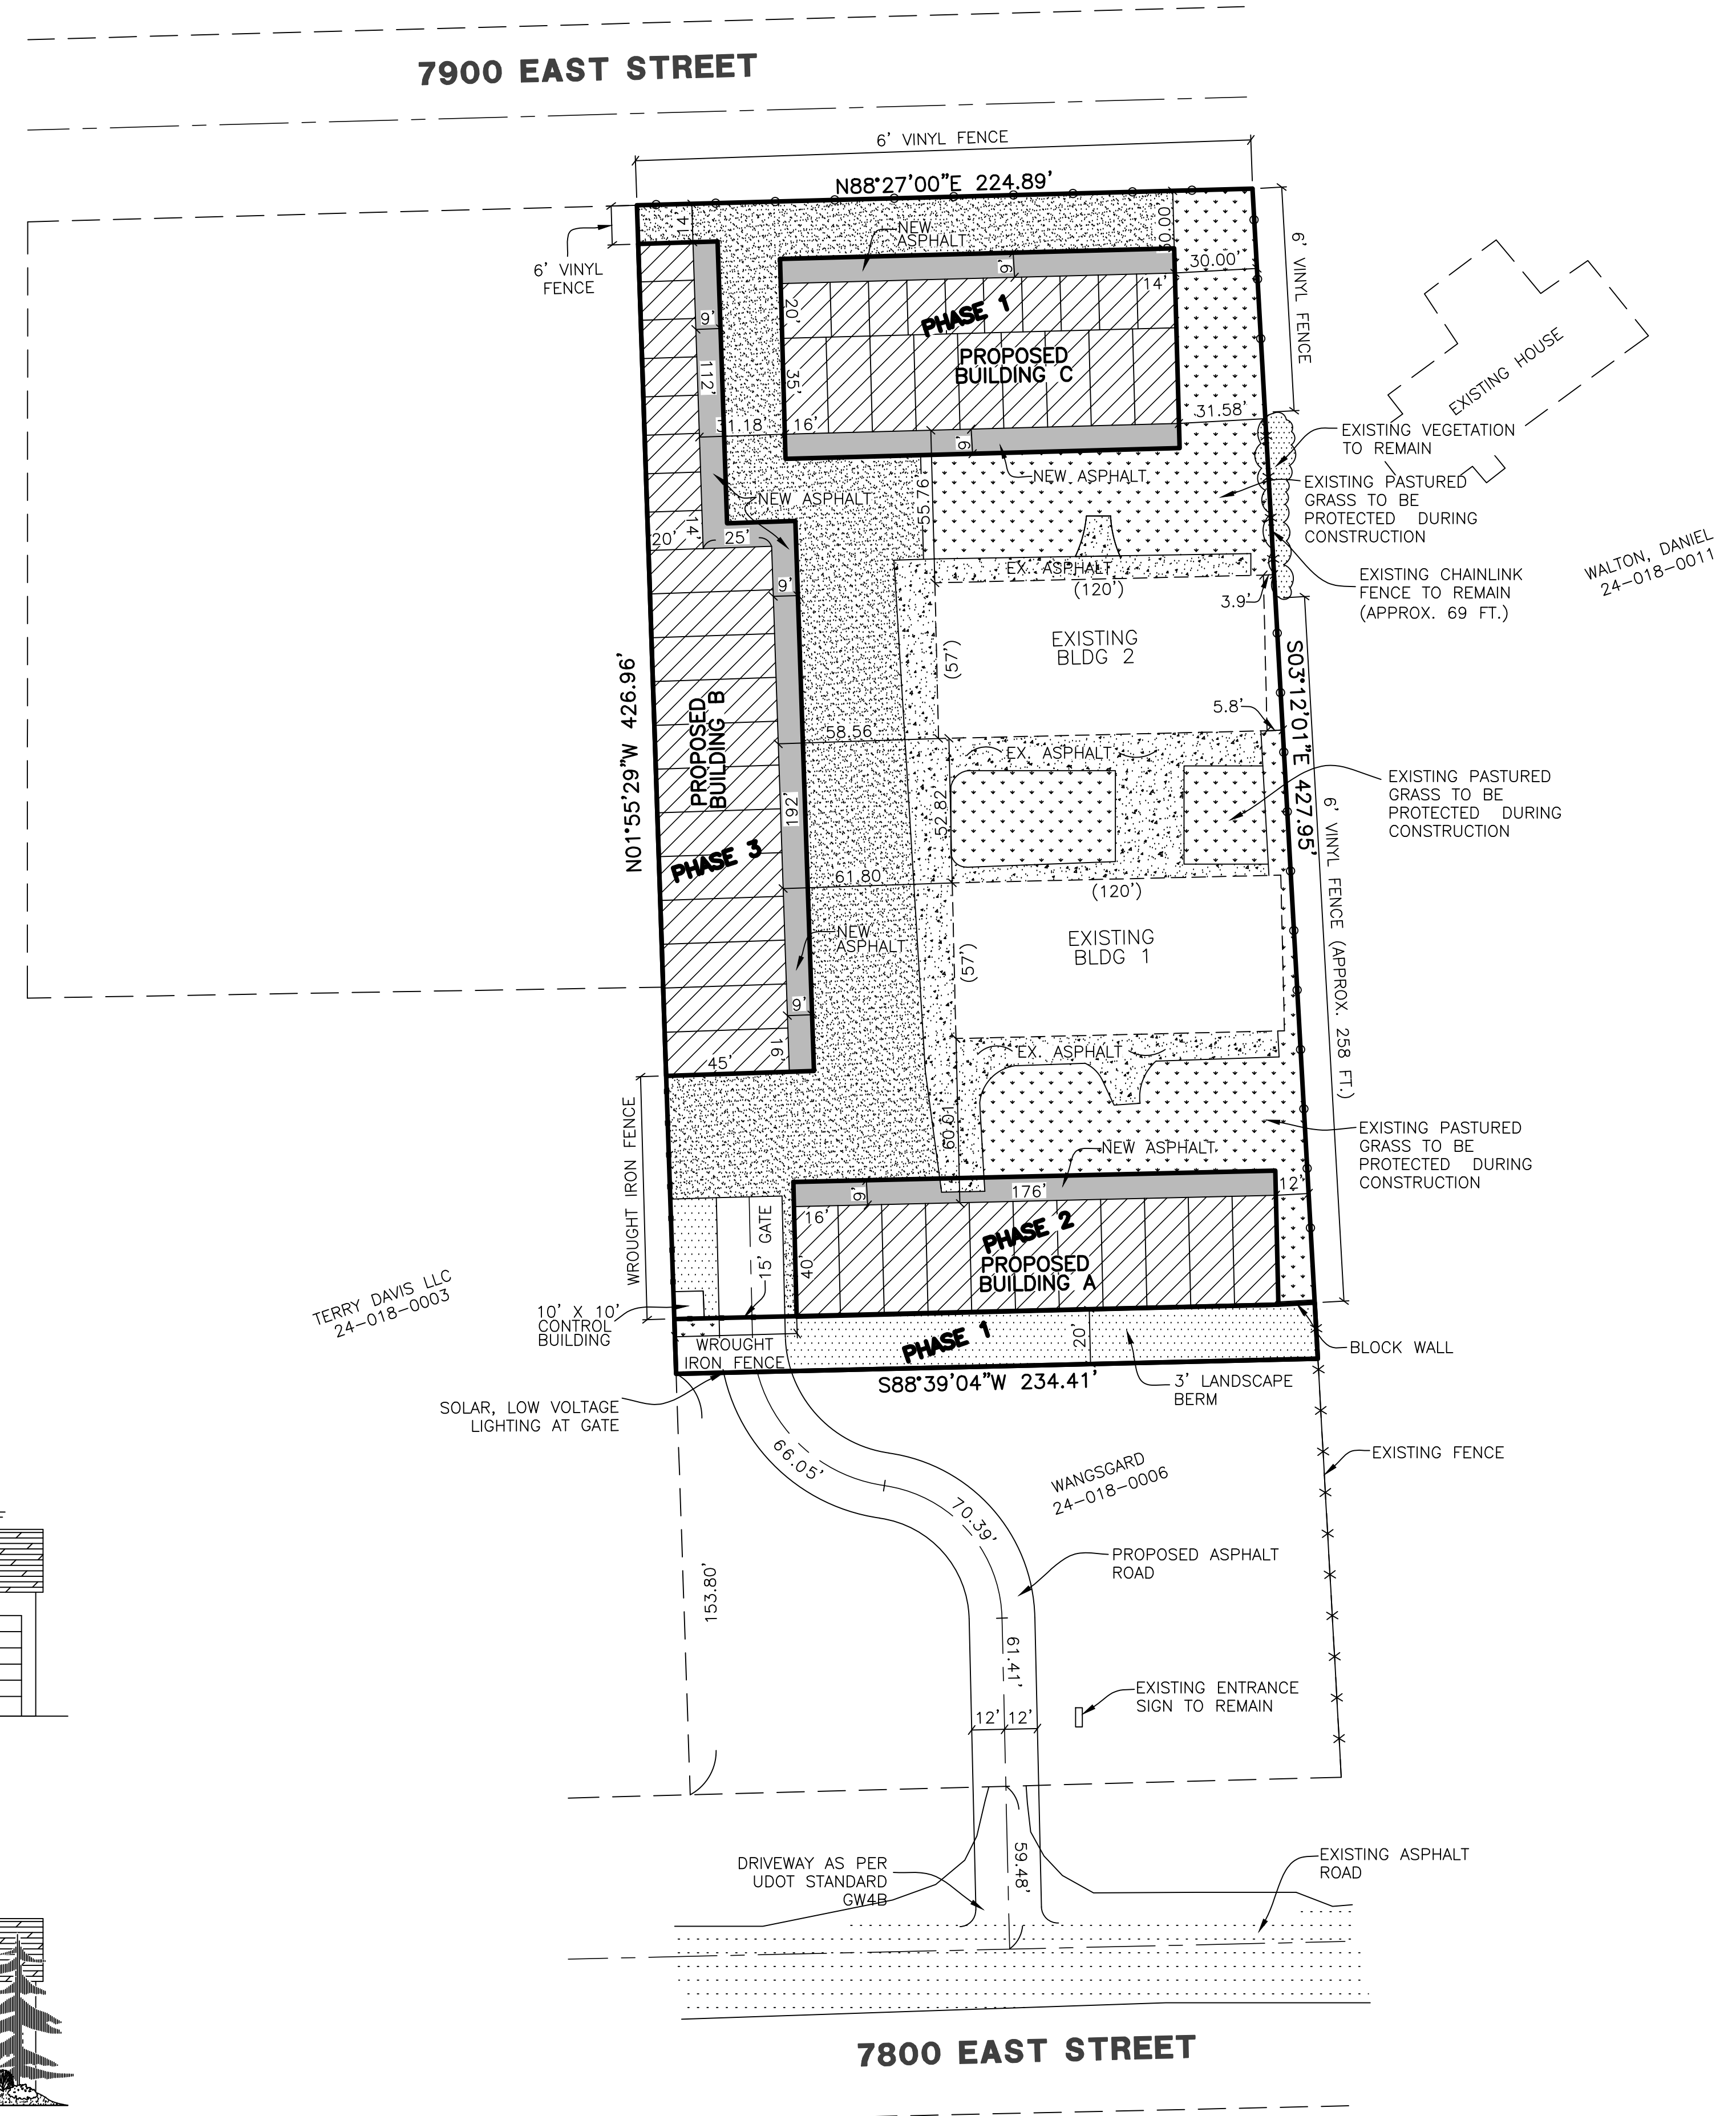 7900 EAST STREET
6' VINYL FENCE
N88°27'00"E 224.89'
14'
NEW
ASPHALT
30.00'
6' VINYL
FENCE
9'
30.00'
6' VINYL FENCE
EXISTING HOUSE
9'
14'
20'
PHASE 1
PROPOSED
BUILDING C
112'
35'
31.18'
16'
9'
31.58'
EXISTING VEGETATION
TO REMAIN
NEW ASPHALT
EXISTING PASTURED
GRASS TO BE
PROTECTED DURING
CONSTRUCTION
NEW ASPHALT
55.76'
14'
20'
25'
WALTON, DANIEL
24-018-0011
EX. ASPHALT
(120')
9'
3.9'
EXISTING CHAINLINK
FENCE TO REMAIN
(APPROX. 69 FT.)
EXISTING
BLDG 2
(57')
S03°12'01"E 427.95'
N01°55'29"W 426.96'
PROPOSED
BUILDING B
5.8'
58.56'
EX. ASPHALT
EXISTING PASTURED
GRASS TO BE
PROTECTED DURING
CONSTRUCTION
192'
52.82'
6' VINYL FENCE (APPROX. 258 FT.)
PHASE 3
61.80'
(120')
NEW
ASPHALT
EXISTING
BLDG 1
(57')
9'
16'
45'
EX. ASPHALT
WROUGHT IRON FENCE
60.01'
NEW ASPHALT
EXISTING PASTURED
GRASS TO BE
PROTECTED DURING
CONSTRUCTION
9'
176'
12'
16'
15' GATE
40'
PHASE 2
PROPOSED
BUILDING A
TERRY DAVIS LLC
24-018-0003
10' X 10'
CONTROL
BUILDING
WROUGHT
IRON FENCE
PHASE 1
20'
BLOCK WALL
S88°39'04"W 234.41'
3' LANDSCAPE
BERM
SOLAR, LOW VOLTAGE
LIGHTING AT GATE
66.05'
WANGSGARD
24-018-0006
EXISTING FENCE
70.39'
PROPOSED ASPHALT
ROAD
153.80'
61.41'
EXISTING ENTRANCE
SIGN TO REMAIN
12'
12'
DRIVEWAY AS PER
UDOT STANDARD
GW4B
59.48'
EXISTING ASPHALT
ROAD
7800 EAST STREET